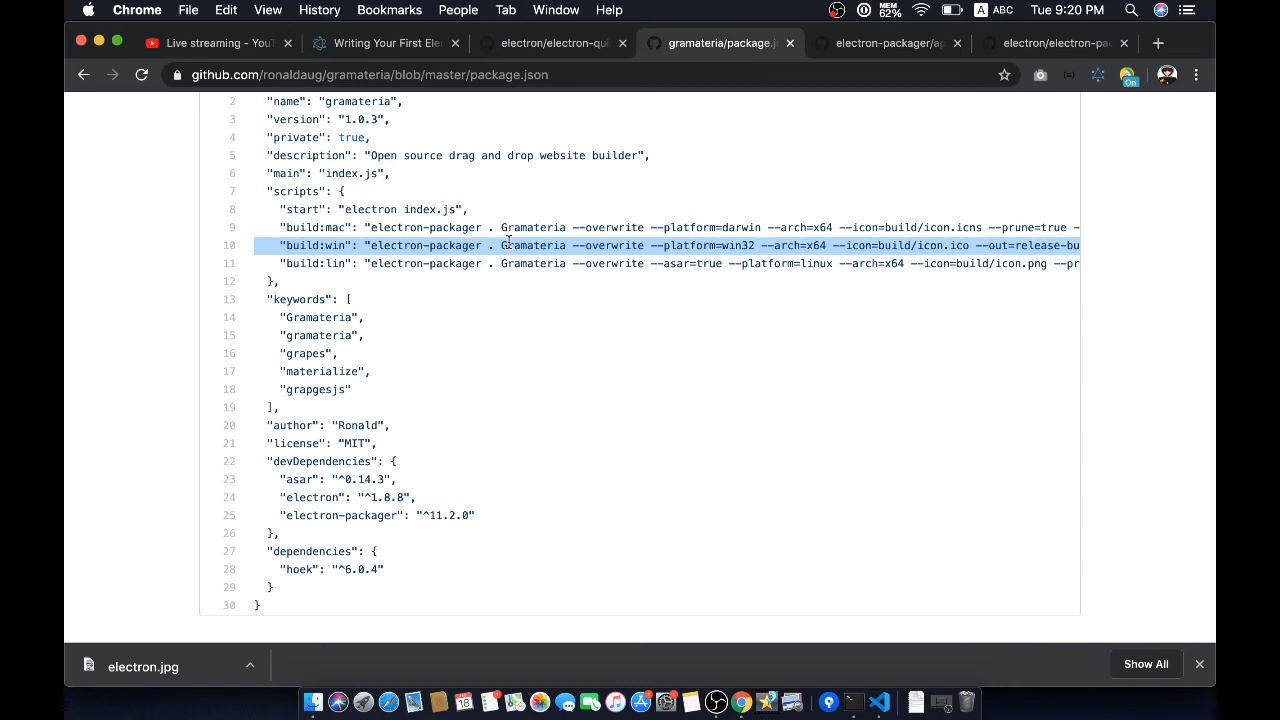 Chrome File Edit View History Bookmarks People Tab Window Help MEM 62% A ABC Tue 9:20 PM
Live streaming - YouT Writing Your First Ele electron/electron-qui gramateria/package.js electron-packager/ap electron/electron-pac
github.com/ronaldaug/gramateria/blob/master/package.json On
2 "name": "gramateria",
3 "version": "1.0.3",
4 "private": true,
5 "description": "Open source drag and drop website builder",
6 "main": "index.js",
7 "scripts": {
8 "start": "electron index.js",
9 "build:mac": "electron-packager . Gramateria --overwrite --platform=darwin --arch=x64 --icon=build/icon.icns --prune=true -
10 "build:win": "electron-packager . Gramateria --overwrite --platform=win32 --arch=x64 --icon=build/icon.ico --out=release-bu
11 "build:lin": "electron-packager . Gramateria --overwrite --asar=true --platform=linux --arch=x64 --icon=build/icon.png --pr
12 },
13 "keywords": [
14 "Gramateria",
15 "gramateria",
16 "grapes",
17 "materialize",
18 "grapgesjs"
19 ],
20 "author": "Ronald",
21 "license": "MIT",
22 "devDependencies": {
23 "asar": "^0.14.3",
24 "electron": "^1.8.8",
25 "electron-packager": "^11.2.0"
26 },
27 "dependencies": {
28 "hoek": "^6.0.4"
29 }
30 }
electron.jpg Show All